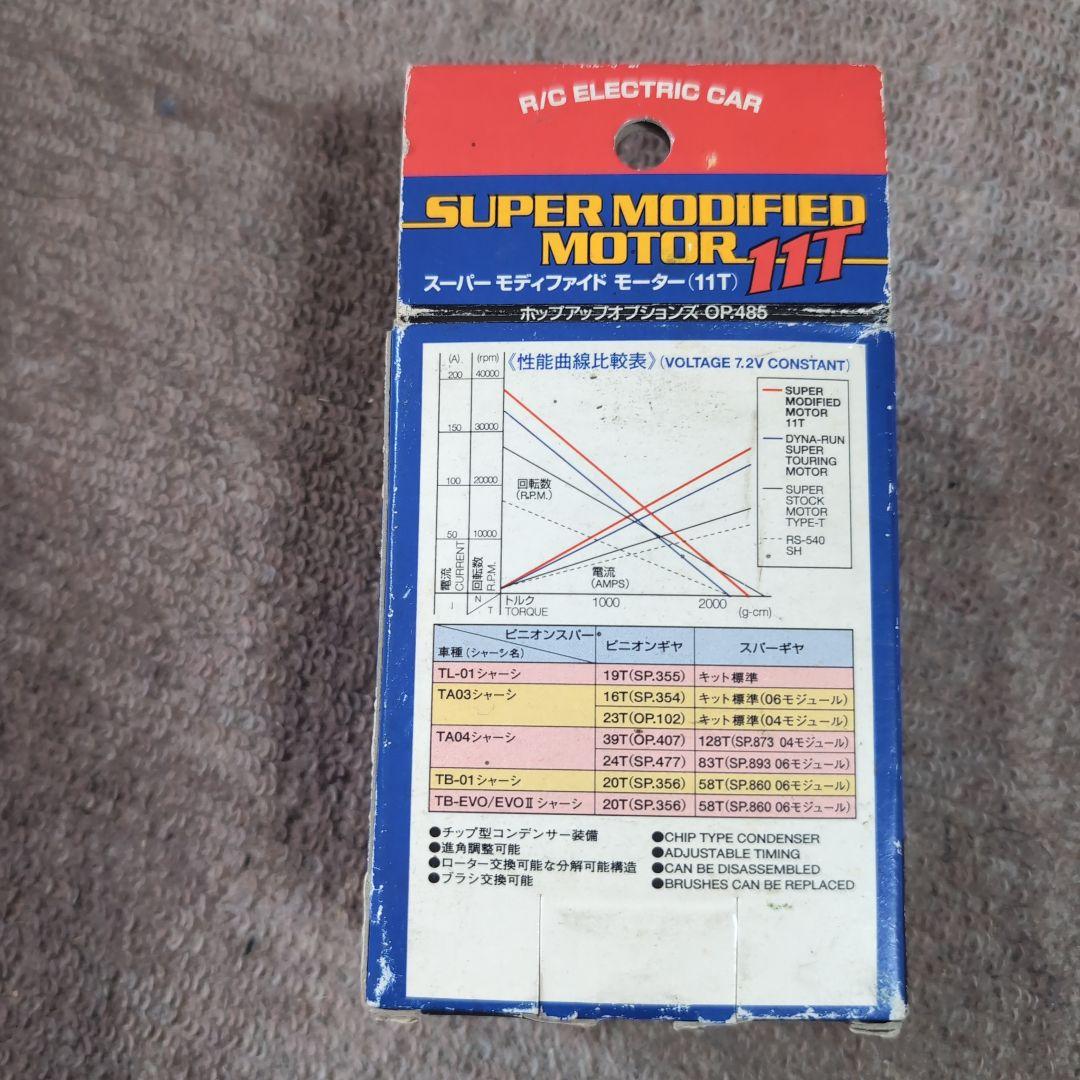 R/C ELECTRIC CAR
SUPER MODIFIED
MOTOR 11T
スーパー モディファイド モーター(11T)
ホップアップオプションズ OP.485
(A) (rpm) 《性能曲線比較表》(VOLTAGE 7.2V CONSTANT)
200 40000
150 30000
100 20000
50 10000
電流 CURRENT
回転数 R.P.M.
I N T
回転数
(R.P.M.)
電流
(AMPS)
トルク
TORQUE
1000 2000 (g-cm)
SUPER
MODIFIED
MOTOR
11T
DYNA-RUN
SUPER
TOURING
MOTOR
SUPER
STOCK
MOTOR
TYPE-T
RS-540
SH
ピニオンスパー ピニオンギヤ スパーギヤ
車種(シャーシ名)
TL-01シャーシ 19T(SP.355) キット標準
TA03シャーシ 16T(SP.354) キット標準(06モジュール)
23T(OP.102) キット標準(04モジュール)
TA04シャーシ 39T(OP.407) 128T(SP.873 04モジュール)
24T(SP.477) 83T(SP.893 06モジュール)
TB-01シャーシ 20T(SP.356) 58T(SP.860 06モジュール)
TB-EVO/EVOⅡシャーシ 20T(SP.356) 58T(SP.860 06モジュール)
●チップ型コンデンサー装備
●進角調整可能
●ローター交換可能な分解可能構造
●ブラシ交換可能
●CHIP TYPE CONDENSER
●ADJUSTABLE TIMING
●CAN BE DISASSEMBLED
●BRUSHES CAN BE REPLACED